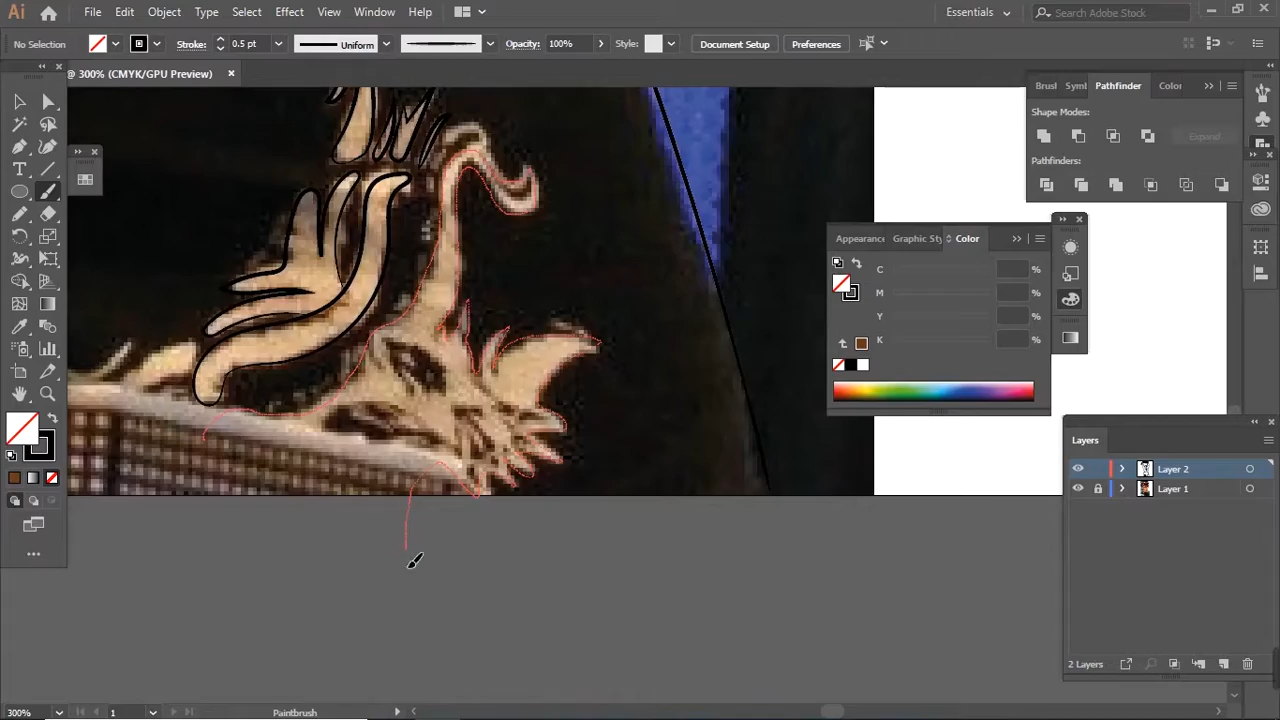 Ai File Edit Object Type Select Effect View Window Help Essentials Search Adobe Stock
No Selection Stroke: 0.5 pt Uniform Opacity: 100% Style: Document Setup Preferences
@ 300% (CMYK/GPU Preview)
Brus Symb Pathfinder Color
Shape Modes:
Expand
Pathfinders:
Appearance Graphic Sty Color
C %
M %
Y %
K %
Layers
Layer 2
Layer 1
2 Layers
300% 1 Paintbrush